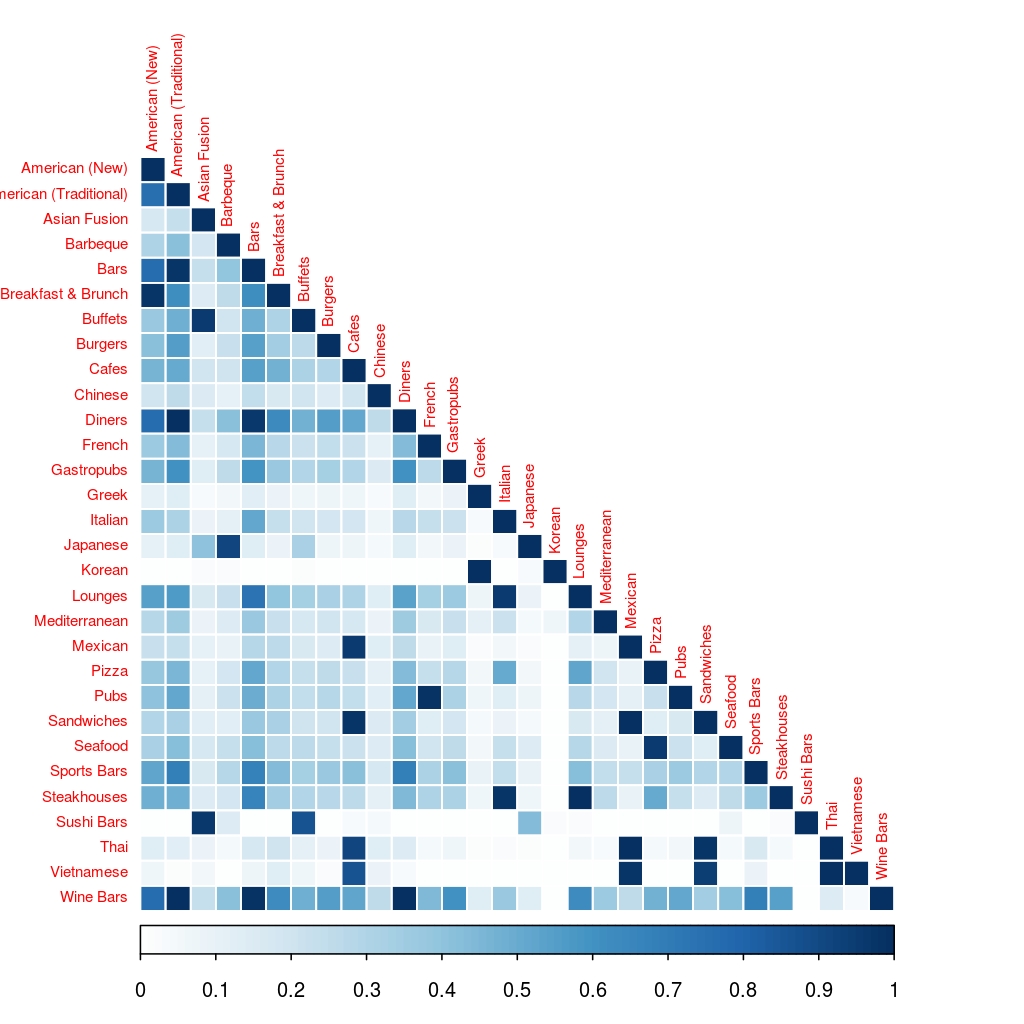 American (New)
American (Traditional)
Asian Fusion
Barbeque
Bars
Breakfast & Brunch
Buffets
Burgers
Cafes
Chinese
Diners
French
Gastropubs
Greek
Italian
Japanese
Korean
Lounges
Mediterranean
Mexican
Pizza
Pubs
Sandwiches
Seafood
Sports Bars
Steakhouses
Sushi Bars
Thai
Vietnamese
Wine Bars
American (New)
merican (Traditional)
Asian Fusion
Barbeque
Bars
Breakfast & Brunch
Buffets
Burgers
Cafes
Chinese
Diners
French
Gastropubs
Greek
Italian
Japanese
Korean
Lounges
Mediterranean
Mexican
Pizza
Pubs
Sandwiches
Seafood
Sports Bars
Steakhouses
Sushi Bars
Thai
Vietnamese
Wine Bars
0 0.1 0.2 0.3 0.4 0.5 0.6 0.7 0.8 0.9 1